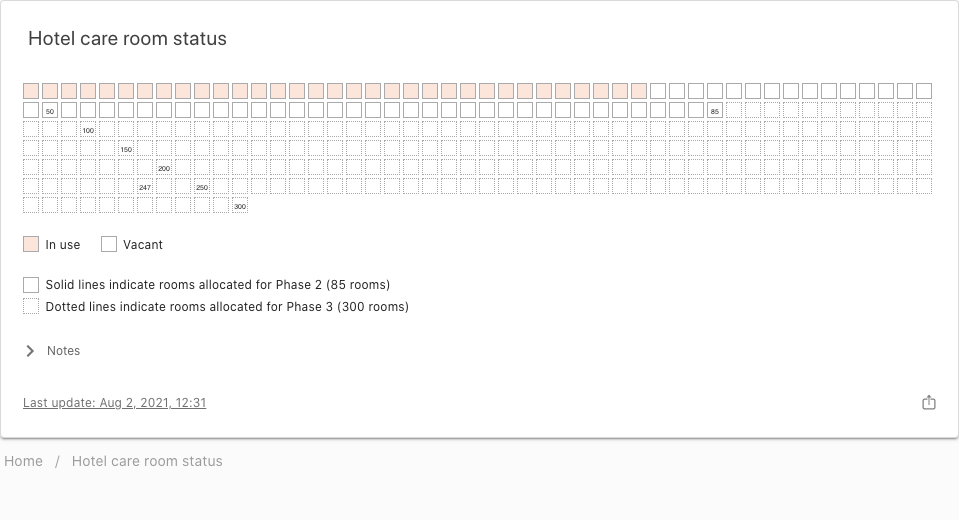 Hotel care room status
50
85
100
150
200
247 250
300
In use Vacant
Solid lines indicate rooms allocated for Phase 2 (85 rooms)
Dotted lines indicate rooms allocated for Phase 3 (300 rooms)
Notes
Last update: Aug 2, 2021, 12:31
Home / Hotel care room status